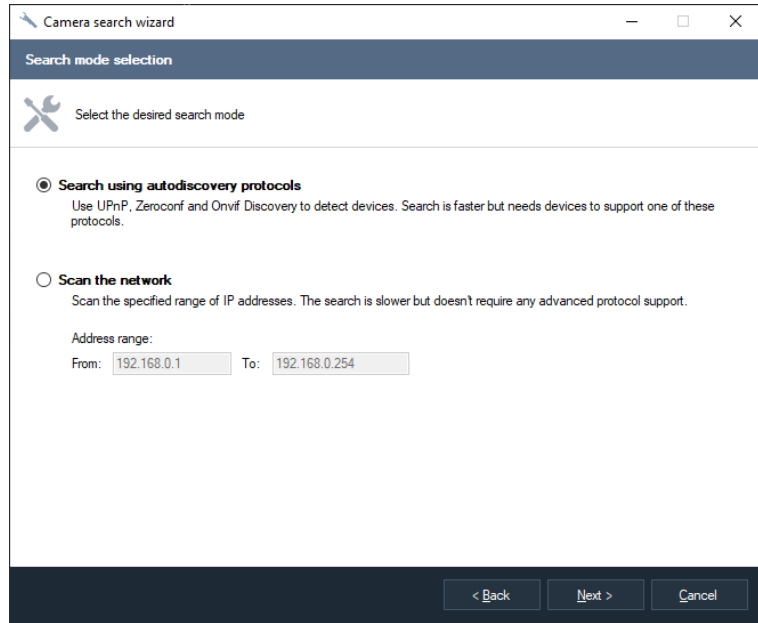 Camera search wizard
Search mode selection
Select the desired search mode
Search using autodiscovery protocols
Use UPnP, Zeroconf and Onvif Discovery to detect devices. Search is faster but needs devices to support one of these
protocols.
Scan the network
Scan the specified range of IP addresses. The search is slower but doesn't require any advanced protocol support.
Address range:
From: 192.168.0.1 To: 192.168.0.254
< Back Next > Cancel